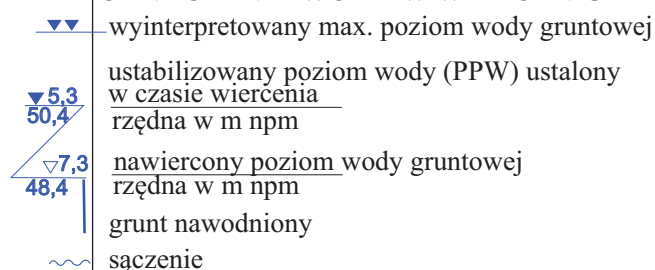 ▼▼ wyinterpretowany max. poziom wody gruntowej
ustabilizowany poziom wody (PPW) ustalony
▼5,3 w czasie wiercenia
50,4 rzędna w m npm
▽7,3 nawiercony poziom wody gruntowej
48,4 rzędna w m npm
grunt nawodniony
sączenie